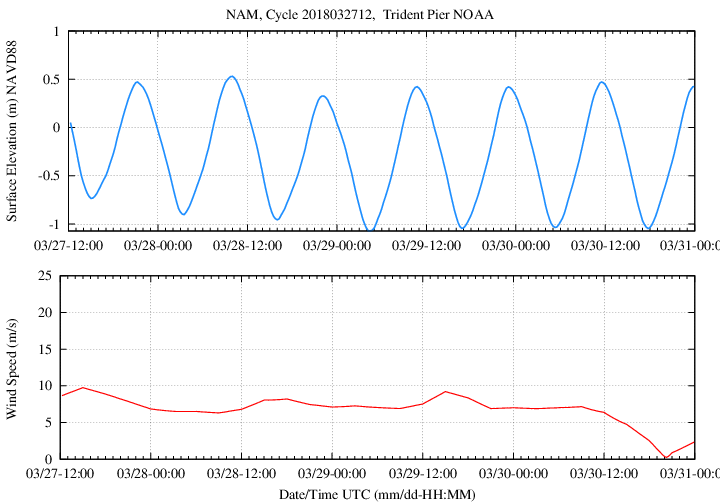 NAM, Cycle 2018032712,  Trident Pier NOAA
Surface Elevation (m) NAVD88
1
0.5
0
-0.5
-1
03/27-12:00 03/28-00:00 03/28-12:00 03/29-00:00 03/29-12:00 03/30-00:00 03/30-12:00 03/31-00:0
Wind Speed (m/s)
25
20
15
10
5
0
03/27-12:00 03/28-00:00 03/28-12:00 03/29-00:00 03/29-12:00 03/30-00:00 03/30-12:00 03/31-00:0
Date/Time UTC (mm/dd-HH:MM)